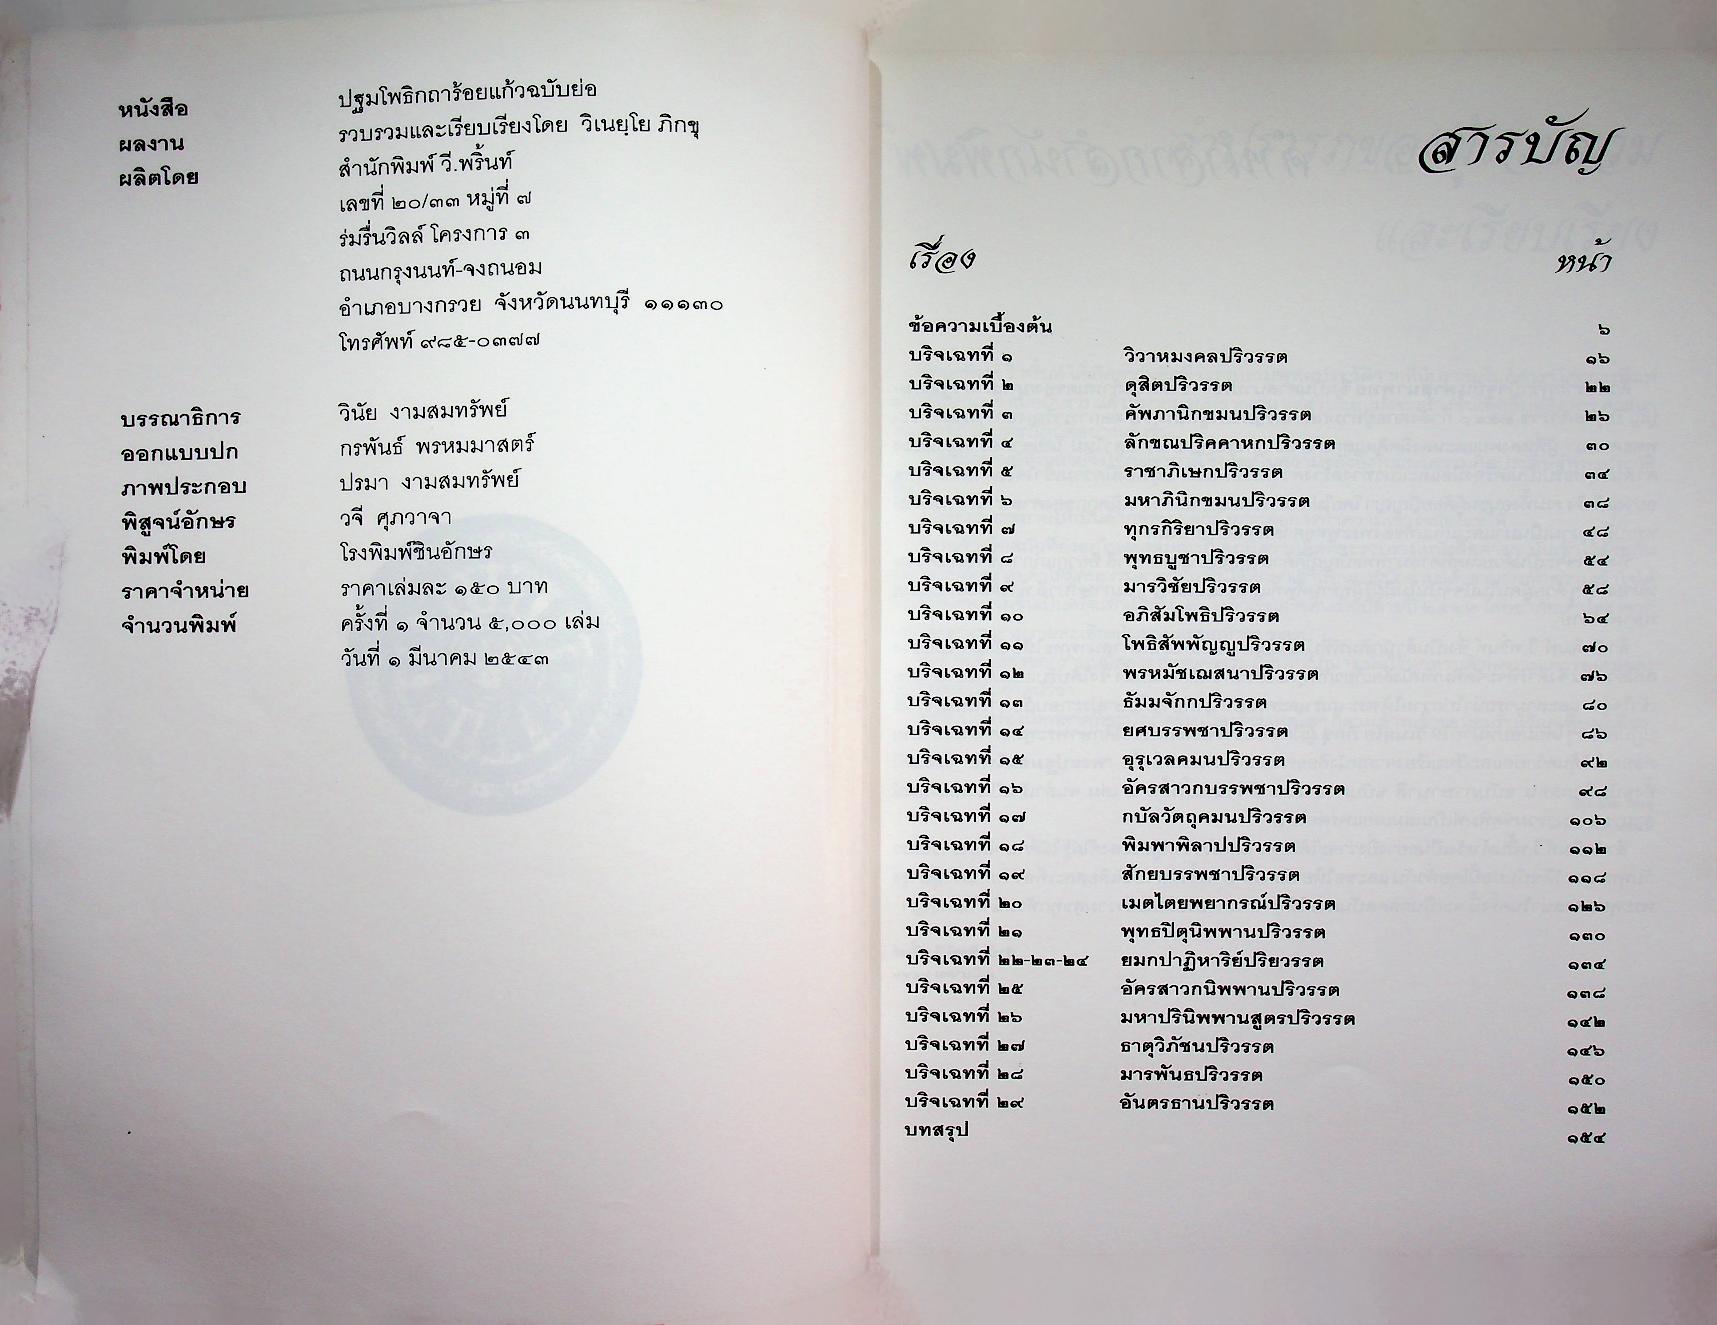 หนังสือ ปฐมโพธิกถาร้อยแก้วฉบับย่อ
ผลงาน รวบรวมและเรียบเรียงโดย วิเนยฺโย ภิกขุ
ผลิตโดย สำนักพิมพ์ วี.พริ้นท์
เลขที่ ๒๐/๓๓ หมู่ที่ ๗
ร่มรื่นวิลล์ โครงการ ๓
ถนนกรุงนนท์-จงถนอม
อำเภอบางกรวย จังหวัดนนทบุรี ๑๑๑๓๐
โทรศัพท์ ๙๘๕-๐๓๗๗
บรรณาธิการ วินัย งามสมทรัพย์
ออกแบบปก กรพันธ์ พรหมมาสตร์
ภาพประกอบ ปรมา งามสมทรัพย์
พิสูจน์อักษร วจี ศุภวาจา
พิมพ์โดย โรงพิมพ์ชินอักษร
ราคาจำหน่าย ราคาเล่มละ ๑๕๐ บาท
จำนวนพิมพ์ ครั้งที่ ๑ จำนวน ๕,๐๐๐ เล่ม
วันที่ ๑ มีนาคม ๒๕๔๓
สารบัญ
เรื่อง หน้า
ข้อความเบื้องต้น ๖
บริจเฉทที่ ๑ วิวาหมงคลปริวรรต ๑๖
บริจเฉทที่ ๒ ดุสิตปริวรรต ๒๒
บริจเฉทที่ ๓ คัพภานิกขมนปริวรรต ๒๖
บริจเฉทที่ ๔ ลักขณปริคคาหกปริวรรต ๓๐
บริจเฉทที่ ๕ ราชาภิเษกปริวรรต ๓๔
บริจเฉทที่ ๖ มหาภินิกขมนปริวรรต ๓๘
บริจเฉทที่ ๗ ทุกรกิริยาปริวรรต ๔๘
บริจเฉทที่ ๘ พุทธบูชาปริวรรต ๕๔
บริจเฉทที่ ๙ มารวิชัยปริวรรต ๕๘
บริจเฉทที่ ๑๐ อภิสัมโพธิปริวรรต ๖๔
บริจเฉทที่ ๑๑ โพธิสัพพัญญูปริวรรต ๗๐
บริจเฉทที่ ๑๒ พรหมัชเฌสนาปริวรรต ๗๖
บริจเฉทที่ ๑๓ ธัมมจักกปริวรรต ๘๐
บริจเฉทที่ ๑๔ ยศบรรพชาปริวรรต ๘๖
บริจเฉทที่ ๑๕ อุรุเวลคมนปริวรรต ๙๒
บริจเฉทที่ ๑๖ อัครสาวกบรรพชาปริวรรต ๙๘
บริจเฉทที่ ๑๗ กบัลวัตถุคมนปริวรรต ๑๐๖
บริจเฉทที่ ๑๘ พิมพาพิลาปปริวรรต ๑๑๒
บริจเฉทที่ ๑๙ สักยบรรพชาปริวรรต ๑๑๘
บริจเฉทที่ ๒๐ เมตไตยพยากรณ์ปริวรรต ๑๒๖
บริจเฉทที่ ๒๑ พุทธปิตุนิพพานปริวรรต ๑๓๐
บริจเฉทที่ ๒๒-๒๓-๒๔ ยมกปาฏิหาริย์ปริยวรรต ๑๓๔
บริจเฉทที่ ๒๕ อัครสาวกนิพพานปริวรรต ๑๓๘
บริจเฉทที่ ๒๖ มหาปรินิพพานสูตรปริวรรต ๑๔๒
บริจเฉทที่ ๒๗ ธาตุวิภัชนปริวรรต ๑๔๖
บริจเฉทที่ ๒๘ มารพันธปริวรรต ๑๕๐
บริจเฉทที่ ๒๙ อันตรธานปริวรรต ๑๕๒
บทสรุป ๑๕๔